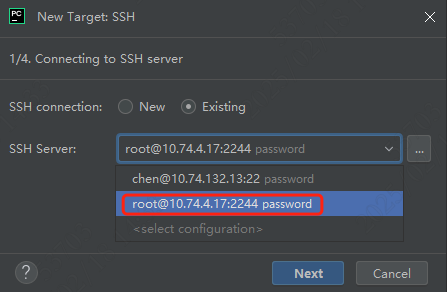 PC
New Target: SSH
1/4. Connecting to SSH server
SSH connection: New Existing
SSH Server: root@10.74.4.17:2244 password ...
chen@10.74.132.13:22 password
root@10.74.4.17:2244 password
<select configuration>
? Next Cancel